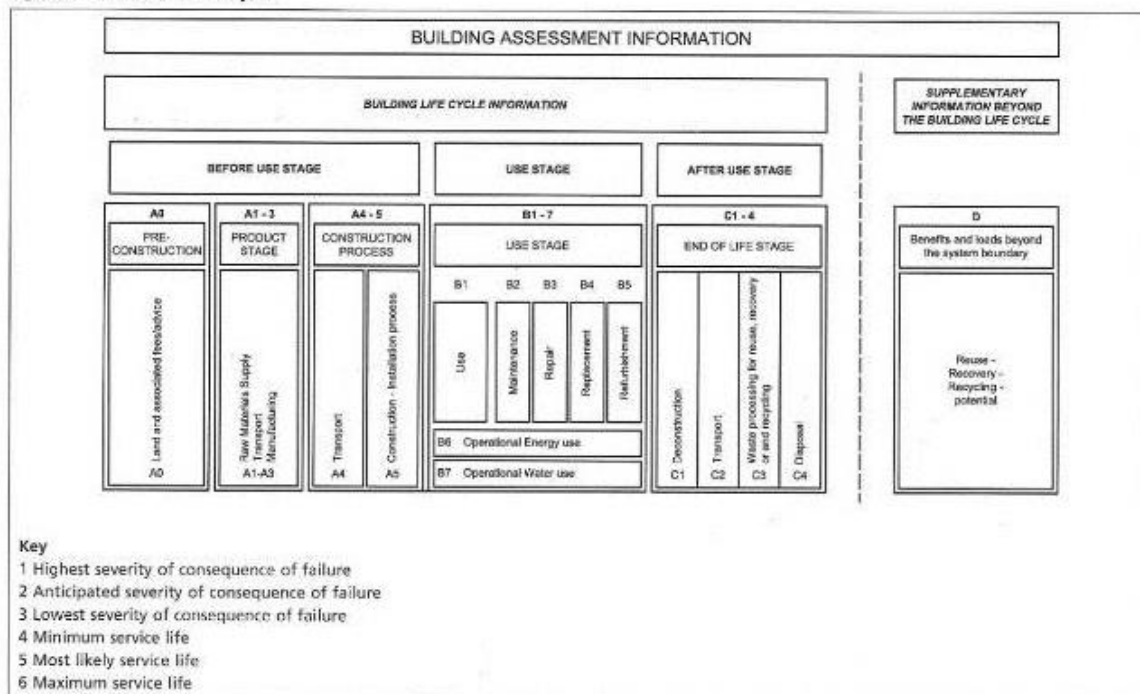 BUILDING ASSESSMENT INFORMATION
BUILDING LIFE CYCLE INFORMATION
SUPPLEMENTARY
INFORMATION BEYOND
THE BUILDING LIFE CYCLE
BEFORE USE STAGE
USE STAGE
AFTER USE STAGE
A0
PRE-
CONSTRUCTION
Land and associated fees/advice
A0
A1 - 3
PRODUCT
STAGE
Raw Materials Supply
Transport
Manufacturing
A1-A3
A4 - 5
CONSTRUCTION
PROCESS
Transport
A4
Construction - Installation process
A5
B1 - 7
USE STAGE
B1
Use
B2
Maintenance
B3
Repair
B4
Replacement
B5
Refurbishment
B6 Operational Energy use
B7 Operational Water use
C1 - 4
END OF LIFE STAGE
Deconstruction
C1
Transport
C2
Waste processing for reuse, recovery
or and recycling
C3
Disposal
C4
D
Benefits and loads beyond
the system boundary
Reuse -
Recovery -
Recycling -
potential
Key
1 Highest severity of consequence of failure
2 Anticipated severity of consequence of failure
3 Lowest severity of consequence of failure
4 Minimum service life
5 Most likely service life
6 Maximum service life